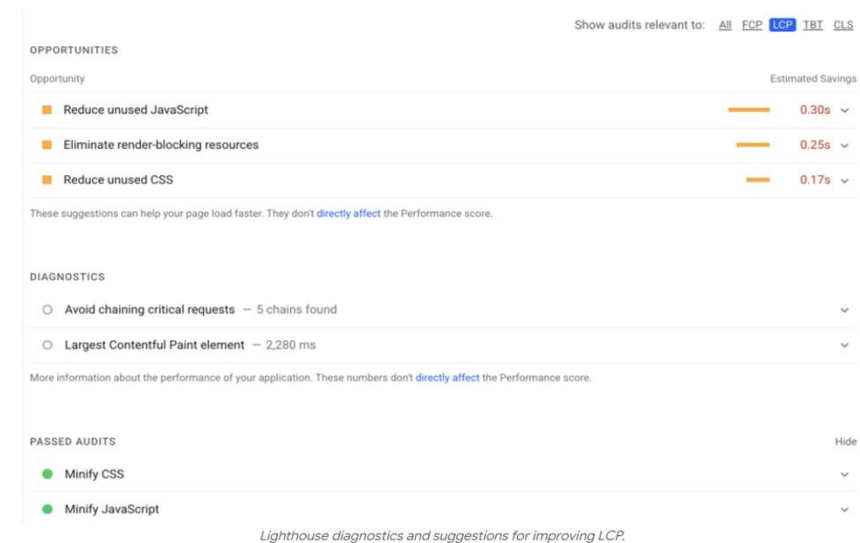 Show audits relevant to: All FCP LCP TBT CLS
OPPORTUNITIES
Opportunity Estimated Savings
Reduce unused JavaScript 0.30s
Eliminate render-blocking resources 0.25s
Reduce unused CSS 0.17s
These suggestions can help your page load faster. They don't directly affect the Performance score.
DIAGNOSTICS
Avoid chaining critical requests — 5 chains found
Largest Contentful Paint element — 2,280 ms
More information about the performance of your application. These numbers don't directly affect the Performance score.
PASSED AUDITS Hide
Minify CSS
Minify JavaScript
Lighthouse diagnostics and suggestions for improving LCP.